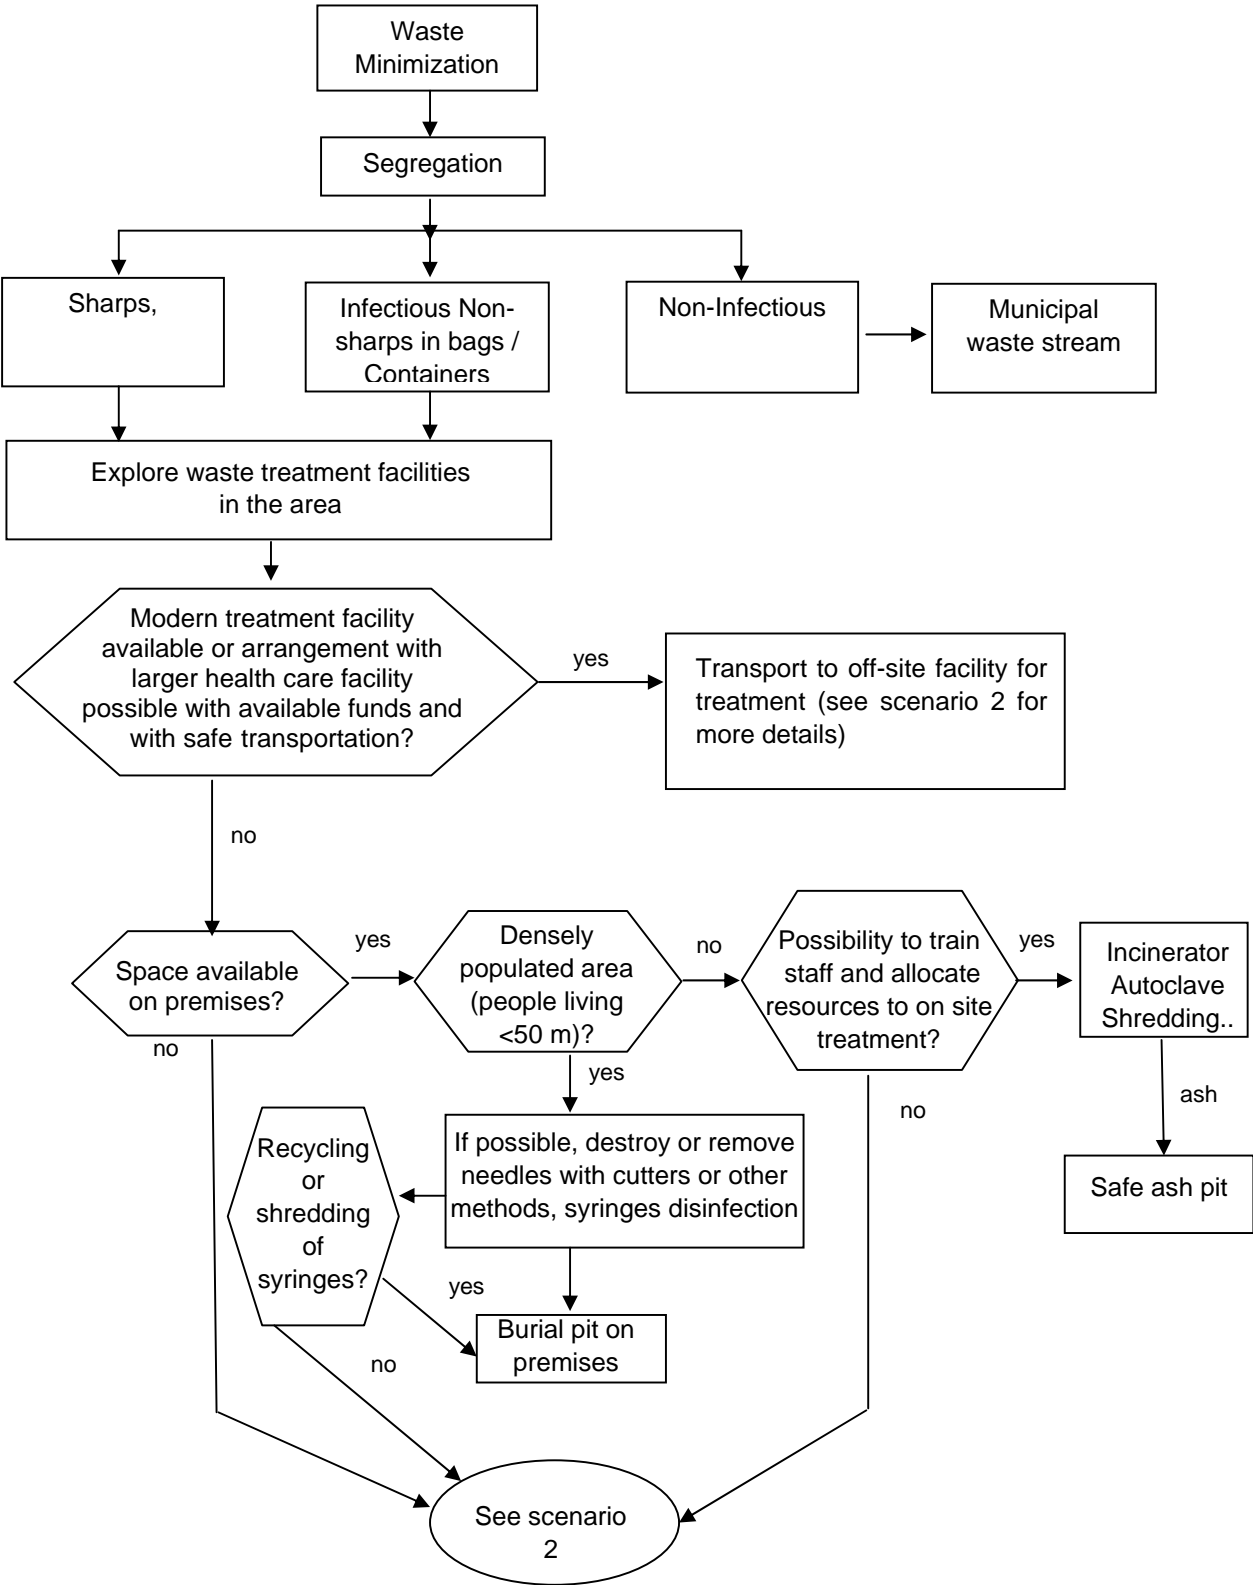 Waste
Minimization
Segregation
Sharps,
Infectious Non-
sharps in bags /
Containers
Non-Infectious
Municipal
waste stream
Explore waste treatment facilities
in the area
Modern treatment facility
available or arrangement with
larger health care facility
possible with available funds and
with safe transportation?
yes
Transport to off-site facility for
treatment (see scenario 2 for
more details)
no
Space available
on premises?
yes
Densely
populated area
(people living
<50 m)?
no
Possibility to train
staff and allocate
resources to on site
treatment?
yes
Incinerator
Autoclave
Shredding..
no
yes
no
ash
If possible, destroy or remove
needles with cutters or other
methods, syringes disinfection
Recycling
or
shredding
of
syringes?
Safe ash pit
yes
Burial pit on
premises
no
See scenario
2